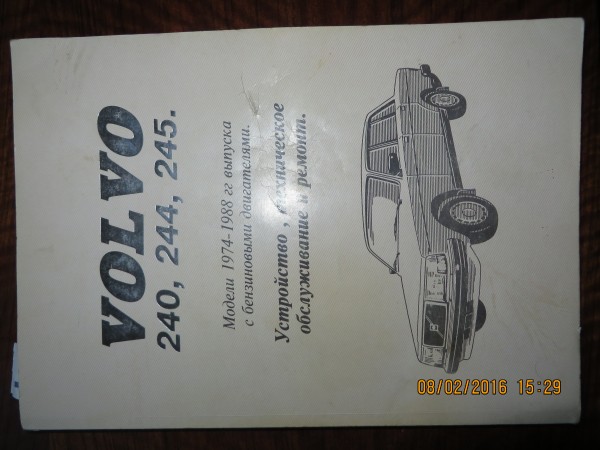 VOLVO
240, 244, 245.
Модели 1974-1988 гг выпуска
с бензиновыми двигателями.
Устройство , техническое
обслуживание и ремонт.
08/02/2016 15:29